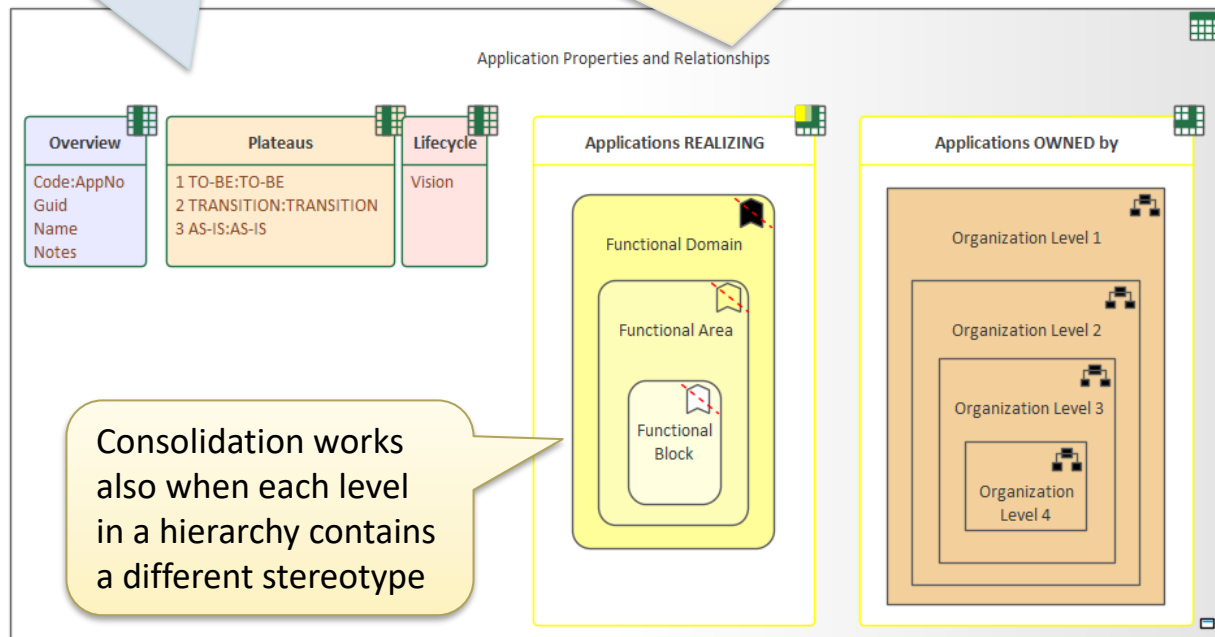 Application Properties and Relationships
Overview
Code:AppNo
Guid
Name
Notes
Plateaus
1 TO-BE:TO-BE
2 TRANSITION:TRANSITION
3 AS-IS:AS-IS
Lifecycle
Vision
Applications REALIZING
Functional Domain
Functional Area
Functional
Block
Applications OWNED by
Organization Level 1
Organization Level 2
Organization Level 3
Organization
Level 4
Consolidation works
also when each level
in a hierarchy contains
a different stereotype